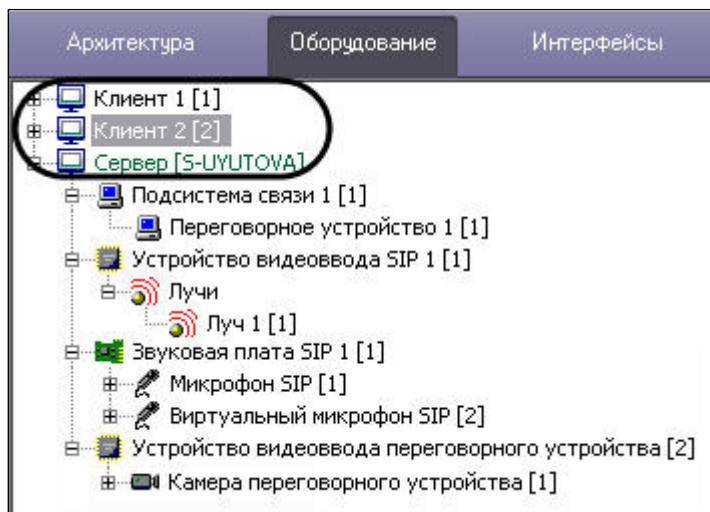 Архитектура Оборудование Интерфейсы
Клиент 1 [1]
Клиент 2 [2]
Сервер [S-UYUTOVA]
Подсистема связи 1 [1]
Переговорное устройство 1 [1]
Устройство видеоввода SIP 1 [1]
Лучи
Луч 1 [1]
Звуковая плата SIP 1 [1]
Микрофон SIP [1]
Виртуальный микрофон SIP [2]
Устройство видеоввода переговорного устройства [2]
Камера переговорного устройства [1]